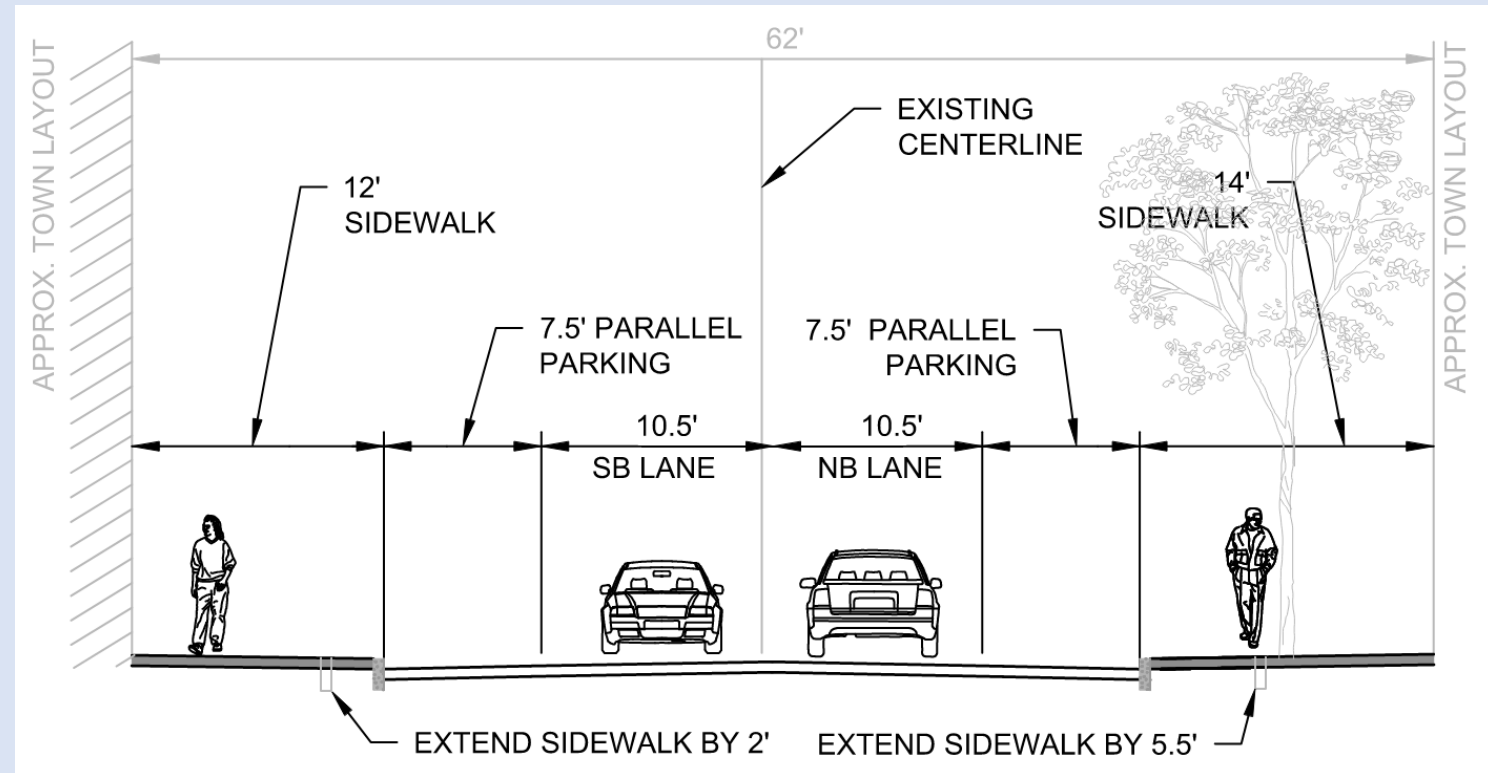 62'
APPROX. TOWN LAYOUT
APPROX. TOWN LAYOUT
EXISTING
CENTERLINE
12'
SIDEWALK
14'
SIDEWALK
7.5' PARALLEL
PARKING
7.5' PARALLEL
PARKING
10.5'
SB LANE
10.5'
NB LANE
EXTEND SIDEWALK BY 2'
EXTEND SIDEWALK BY 5.5'